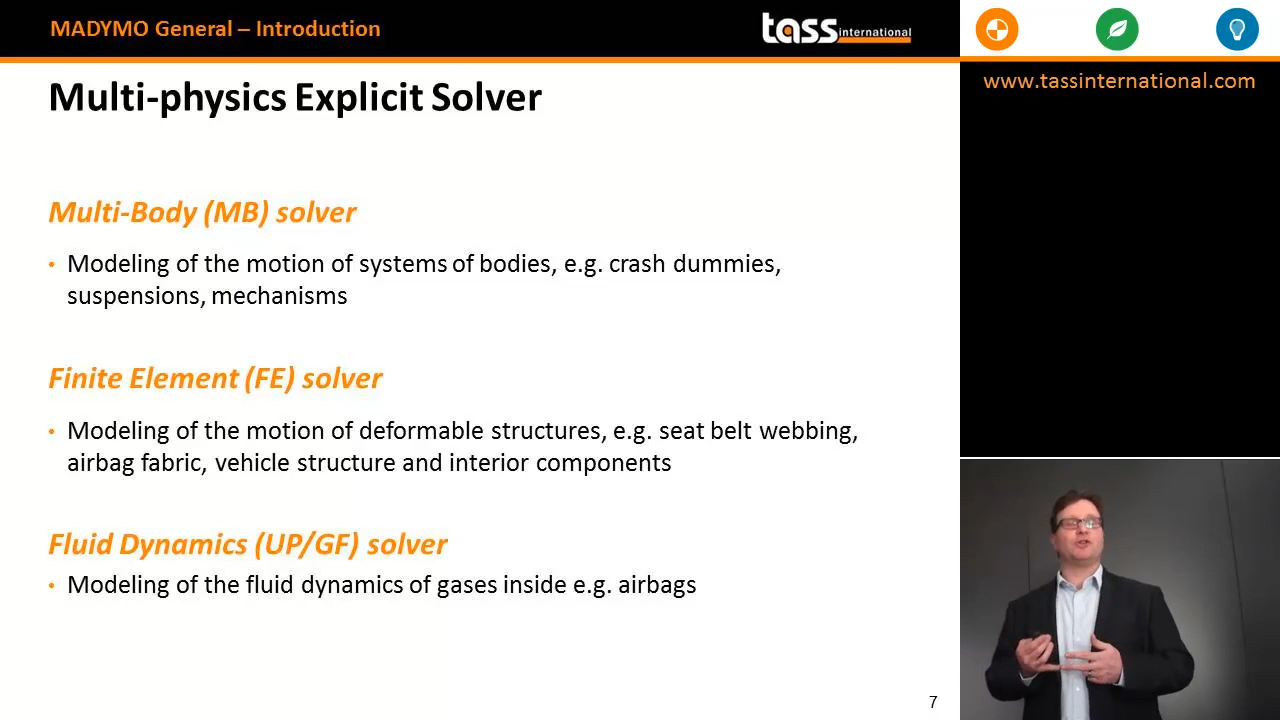 MADYMO General – Introduction
tass international
www.tassinternational.com
Multi-physics Explicit Solver
Multi-Body (MB) solver
• Modeling of the motion of systems of bodies, e.g. crash dummies,
suspensions, mechanisms
Finite Element (FE) solver
• Modeling of the motion of deformable structures, e.g. seat belt webbing,
airbag fabric, vehicle structure and interior components
Fluid Dynamics (UP/GF) solver
• Modeling of the fluid dynamics of gases inside e.g. airbags
7